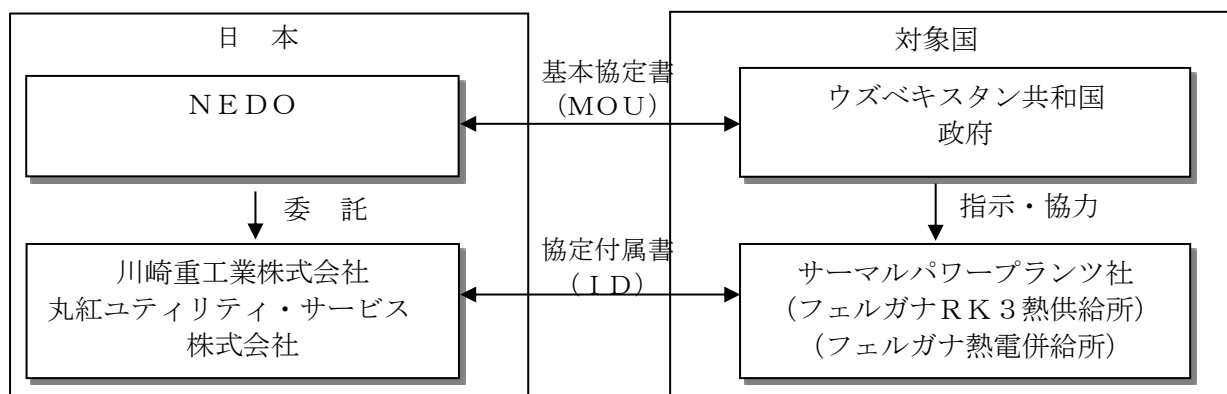 日　本
ＮＥＤＯ
委　託
川崎重工業株式会社
丸紅ユティリティ・サービス
株式会社
基本協定書
（ＭＯＵ）
協定付属書
（ＩＤ）
対象国
ウズベキスタン共和国
政府
指示・協力
サーマルパワープランツ社
（フェルガナＲＫ３熱供給所）
（フェルガナ熱電併給所）